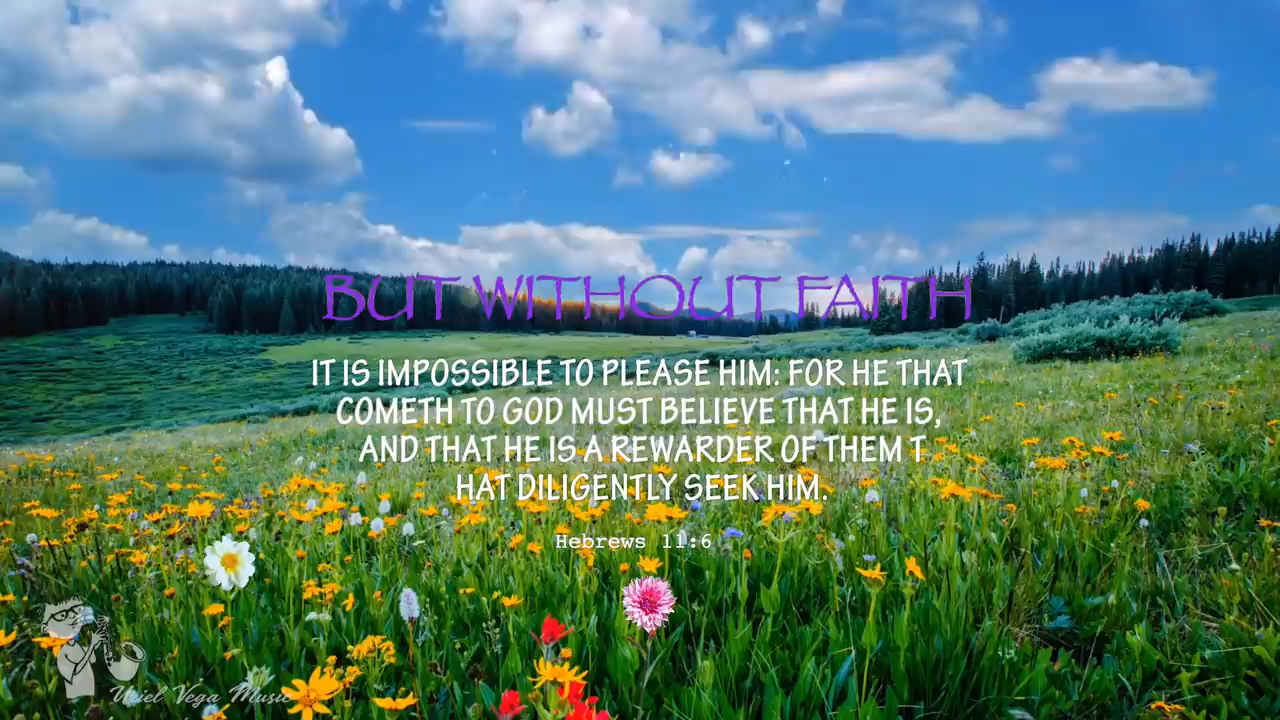 BUT WITHOUT FAITH
IT IS IMPOSSIBLE TO PLEASE HIM: FOR HE THAT
COMETH TO GOD MUST BELIEVE THAT HE IS,
AND THAT HE IS A REWARDER OF THEM T
HAT DILIGENTLY SEEK HIM.
Hebrews 11:6
Uriel Vega Music